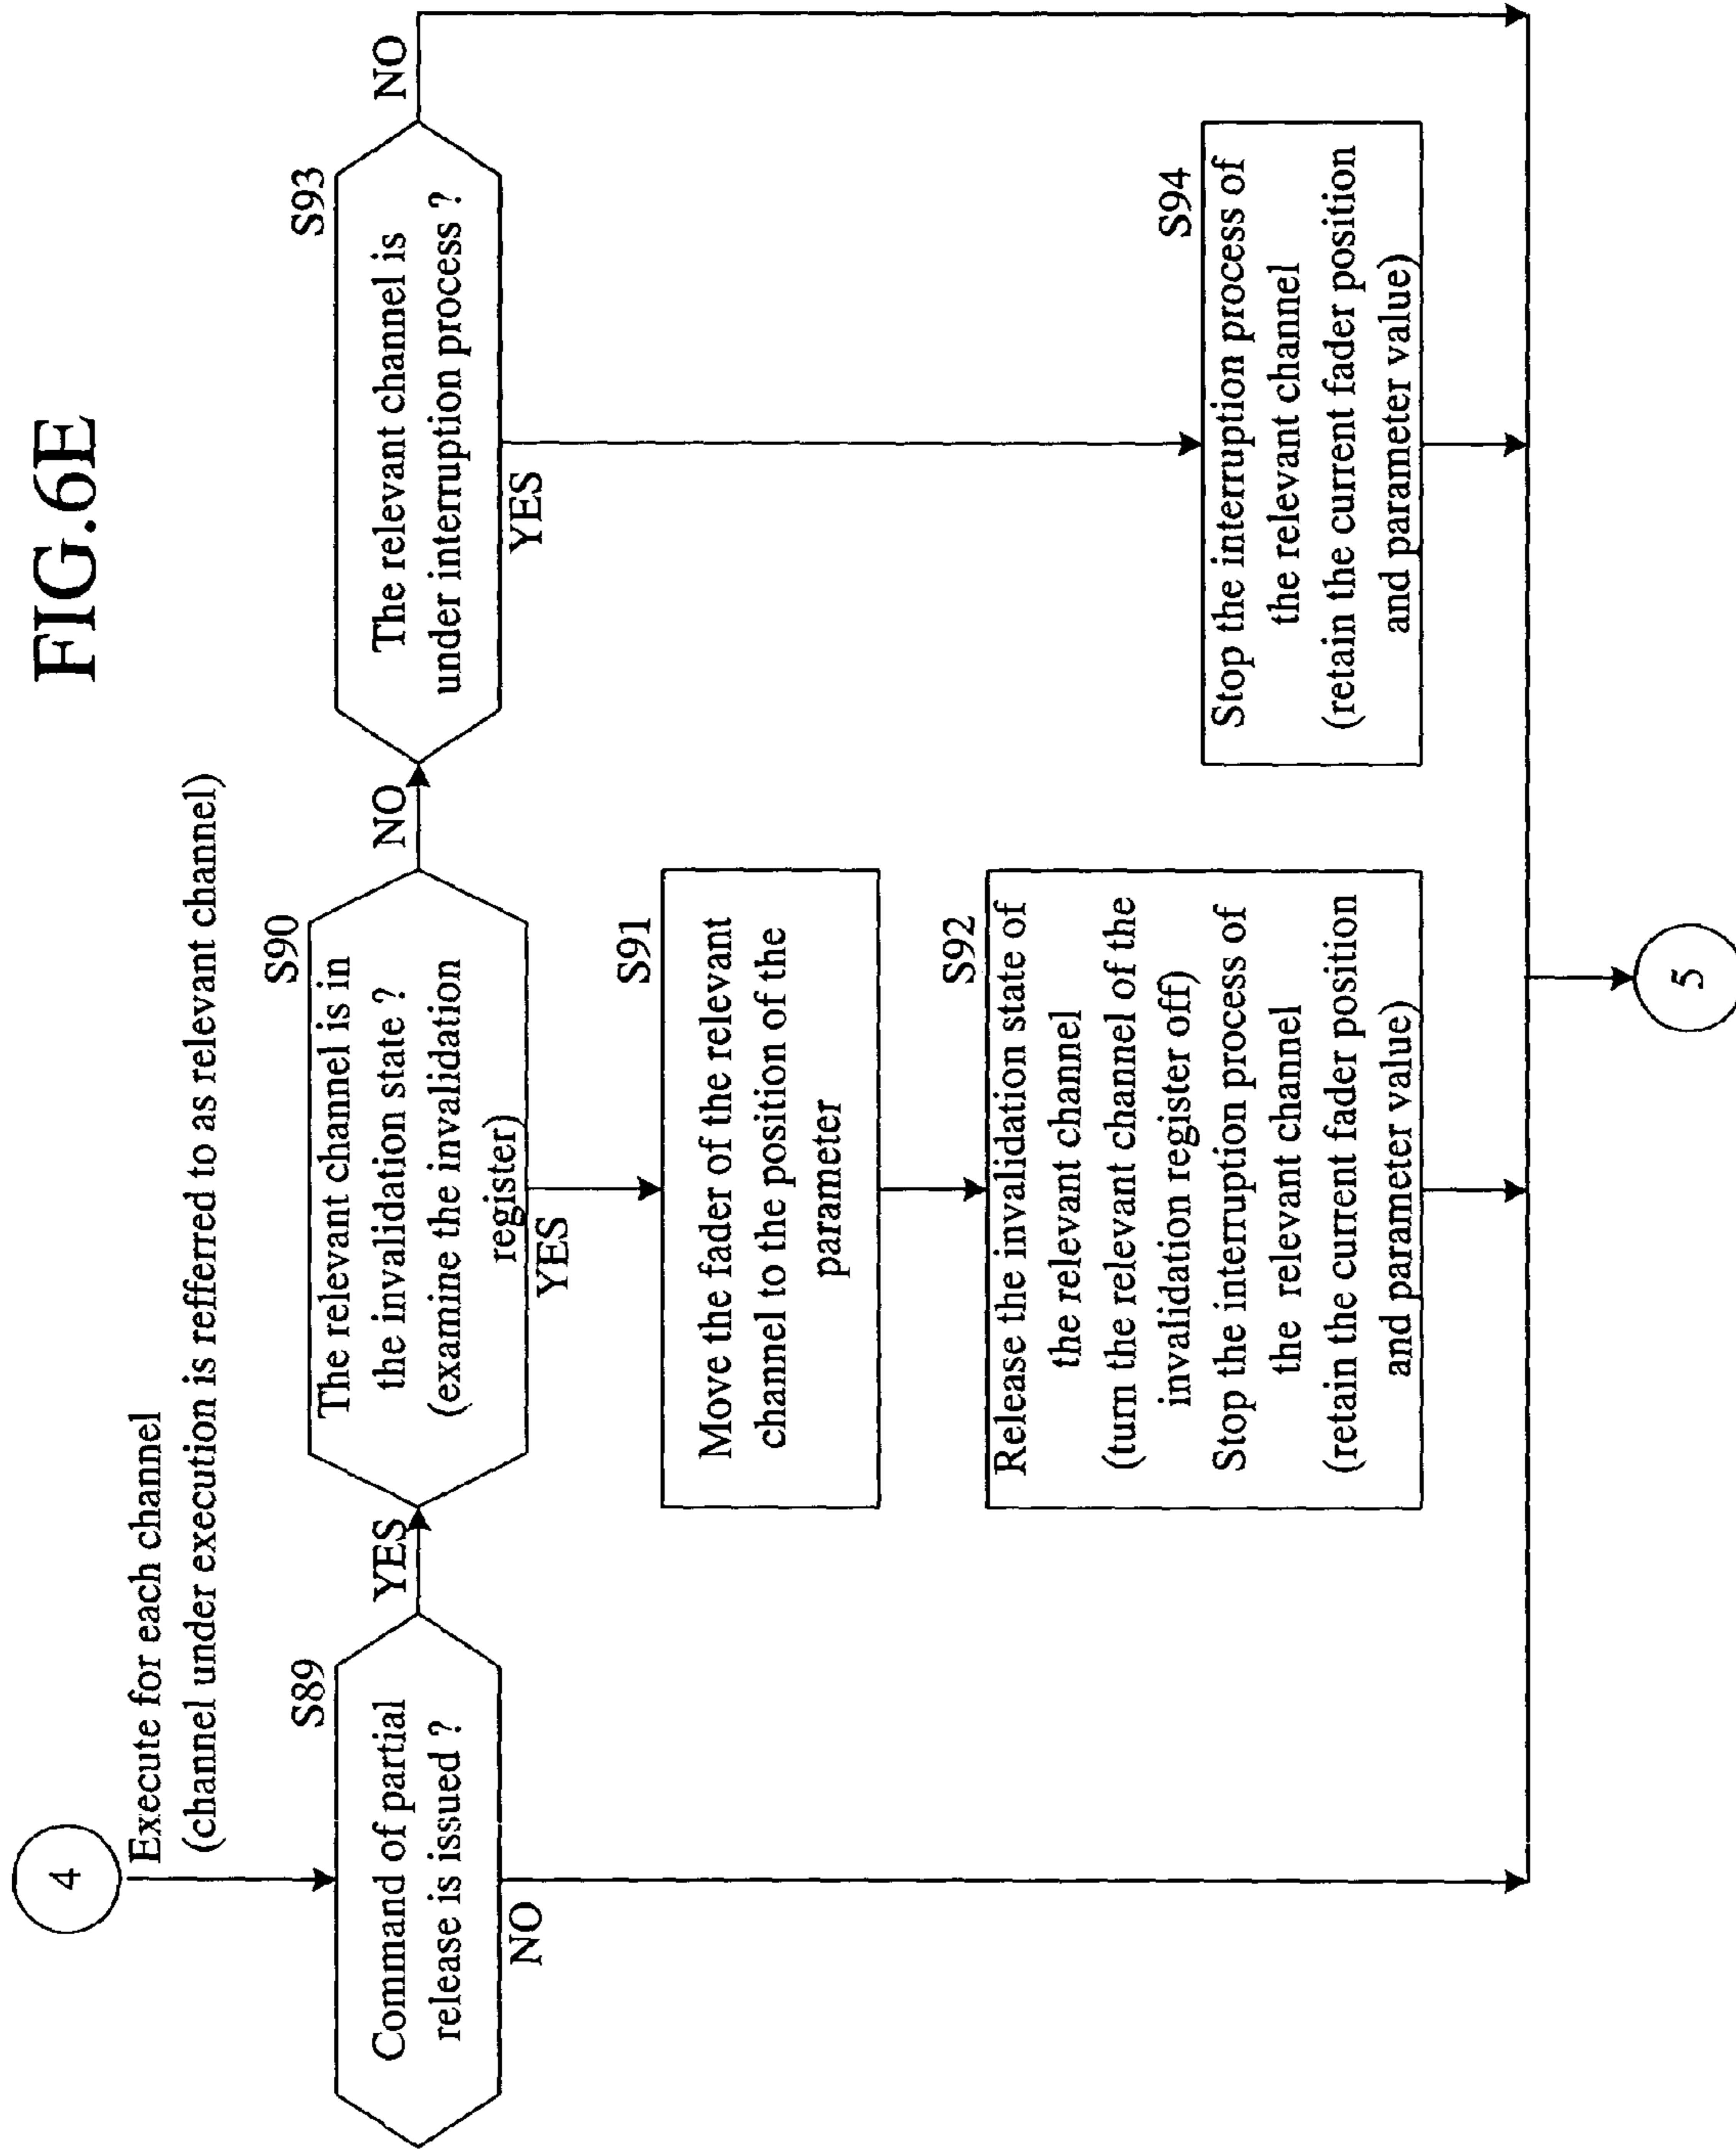 FIG.6E
4
Execute for each channel
(channel under execution is refferred to as relevant channel)
S89
Command of partial
release is issued ?
YES
NO
S90
The relevant channel is in
the invalidation state ?
(examine the invalidation
register)
NO
YES
S93
The relevant channel is
under interruption process ?
NO
YES
S91
Move the fader of the relevant
channel to the position of the
parameter
S92
Release the invalidation state of
the relevant channel
(turn the relevant channel of the
invalidation register off)
Stop the interruption process of
the relevant channel
(retain the current fader position
and parameter value)
S94
Stop the interruption process of
the relevant channel
(retain the current fader position
and parameter value)
5